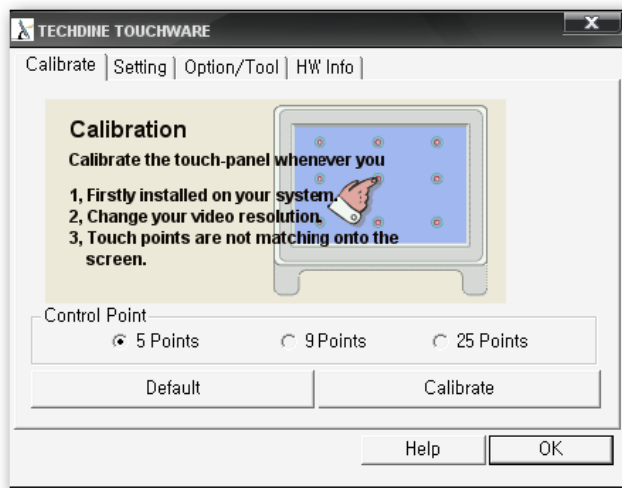 TECHDINE TOUCHWARE
x
Calibrate Setting Option/Tool HW Info
Calibration
Calibrate the touch-panel whenever you
1, Firstly installed on your system.
2, Change your video resolution.
3, Touch points are not matching onto the
screen.
Control Point
5 Points 9 Points 25 Points
Default Calibrate
Help OK